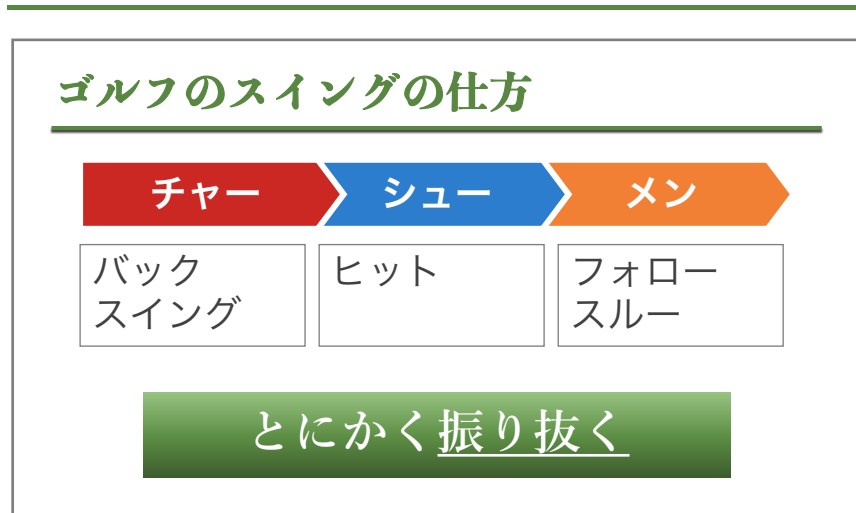 ゴルフのスイングの仕方
チャー
シュー
メン
バック
スイング
ヒット
フォロー
スルー
とにかく振り抜く